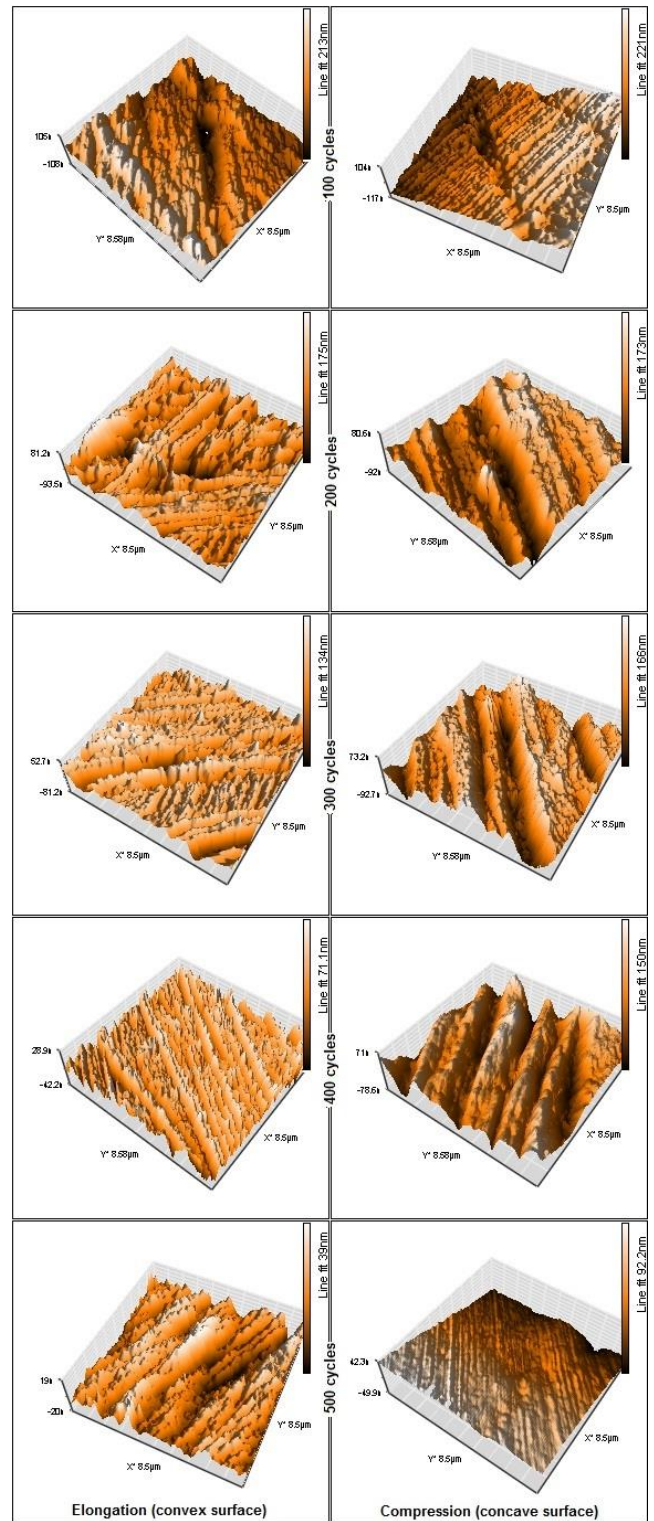 Line fit 213nm
105n
-108n
Y* 8.58µm
X* 8.5µm
100 cycles
Line fit 221nm
104n
-117n
X* 8.5µm
Y* 8.5µm
Line fit 175nm
81.2n
-93.5n
X* 8.5µm
Y* 8.5µm
200 cycles
Line fit 173nm
80.6n
-92n
Y* 8.58µm
X* 8.5µm
Line fit 134nm
52.7n
-81.2n
X* 8.5µm
Y* 8.5µm
300 cycles
Line fit 166nm
73.2n
-92.7n
Y* 8.58µm
X* 8.5µm
Line fit 71.1nm
28.9n
-42.2n
Y* 8.58µm
X* 8.5µm
400 cycles
Line fit 150nm
71n
-78.6n
Y* 8.58µm
X* 8.5µm
Line fit 39nm
19n
-20n
X* 8.5µm
Y* 8.5µm
500 cycles
Line fit 92.2nm
42.3n
-49.9n
Y* 8.58µm
X* 8.5µm
Elongation (convex surface)
Compression (concave surface)